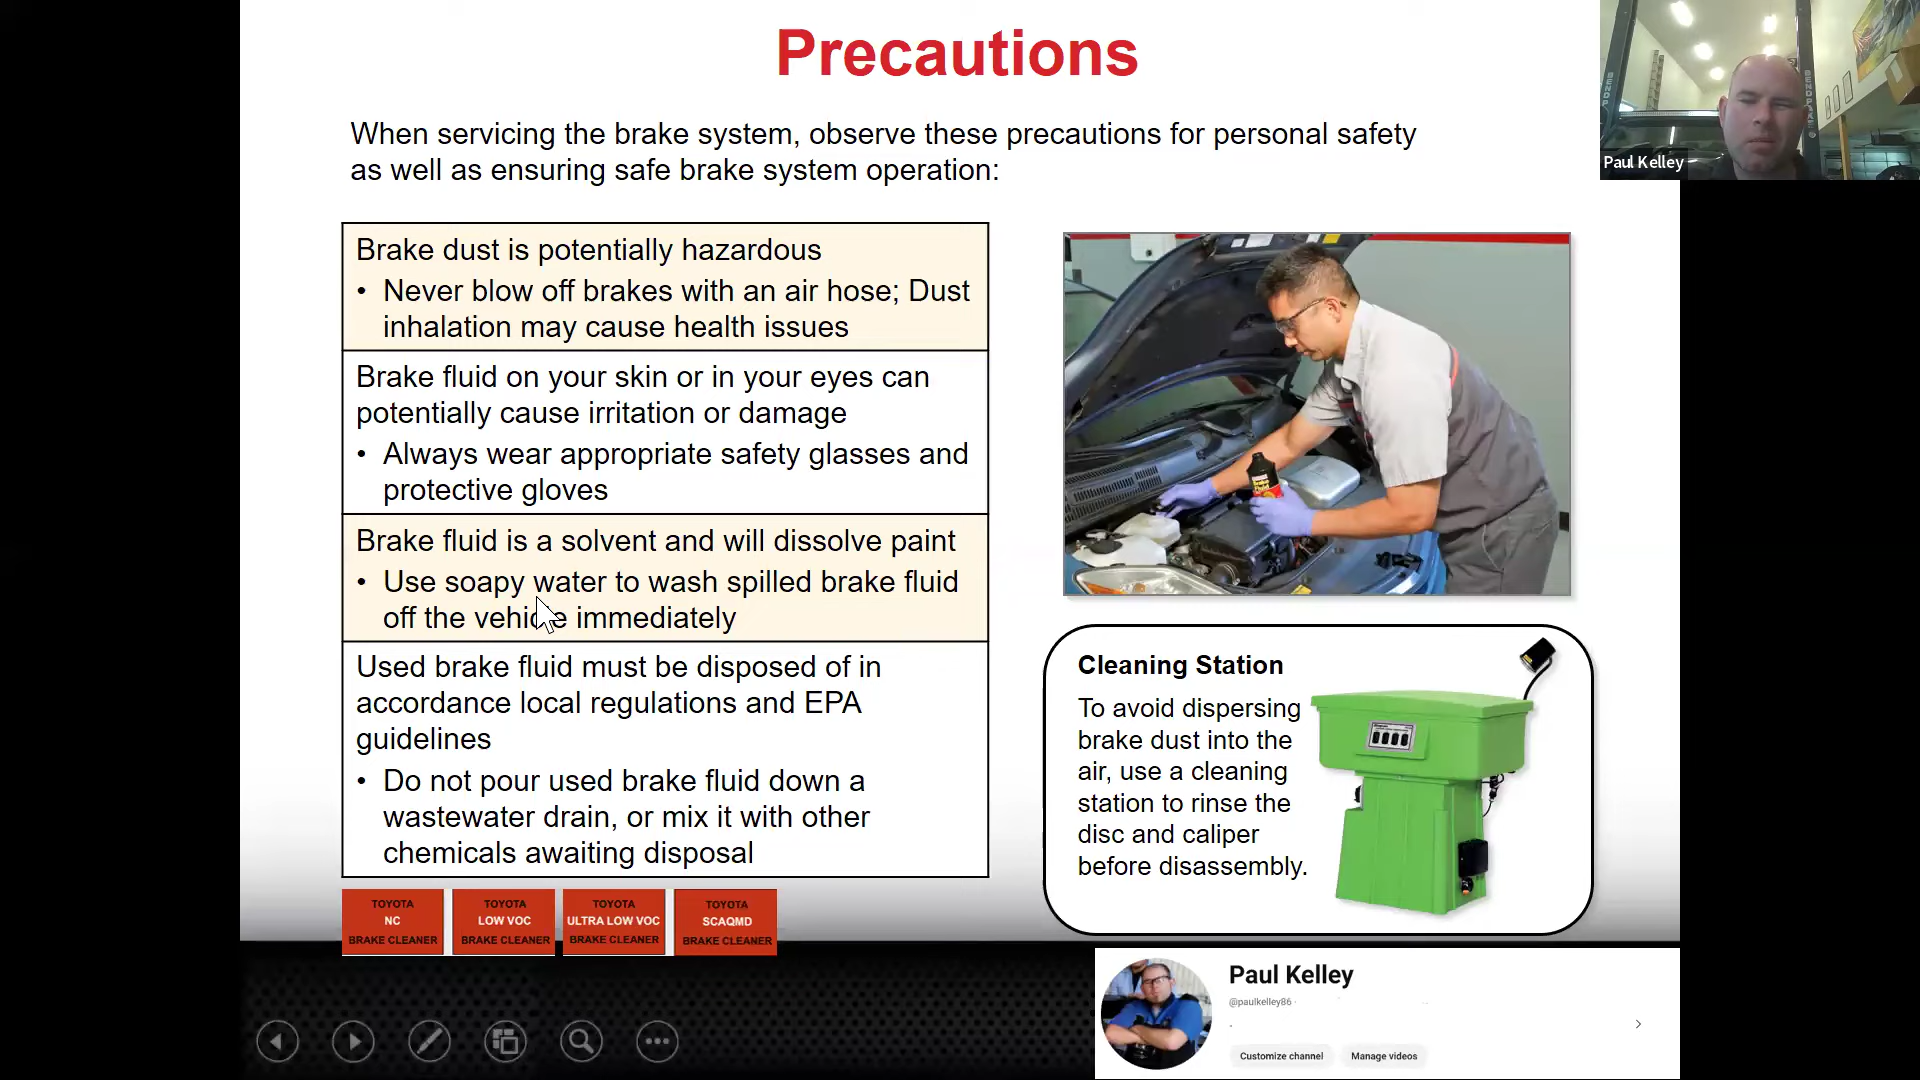 Precautions
When servicing the brake system, observe these precautions for personal safety
as well as ensuring safe brake system operation:
Brake dust is potentially hazardous
• Never blow off brakes with an air hose; Dust
inhalation may cause health issues
Brake fluid on your skin or in your eyes can
potentially cause irritation or damage
• Always wear appropriate safety glasses and
protective gloves
Brake fluid is a solvent and will dissolve paint
• Use soapy water to wash spilled brake fluid
off the vehicle immediately
Used brake fluid must be disposed of in
accordance local regulations and EPA
guidelines
• Do not pour used brake fluid down a
wastewater drain, or mix it with other
chemicals awaiting disposal
TOYOTA
NC
BRAKE CLEANER
TOYOTA
LOW VOC
BRAKE CLEANER
TOYOTA
ULTRA LOW VOC
BRAKE CLEANER
TOYOTA
SCAQMD
BRAKE CLEANER
Brake
Fluid
Cleaning Station
To avoid dispersing
brake dust into the
air, use a cleaning
station to rinse the
disc and caliper
before disassembly.
Paul Kelley
Paul Kelley
@paulkelley86
Customize channel
Manage videos